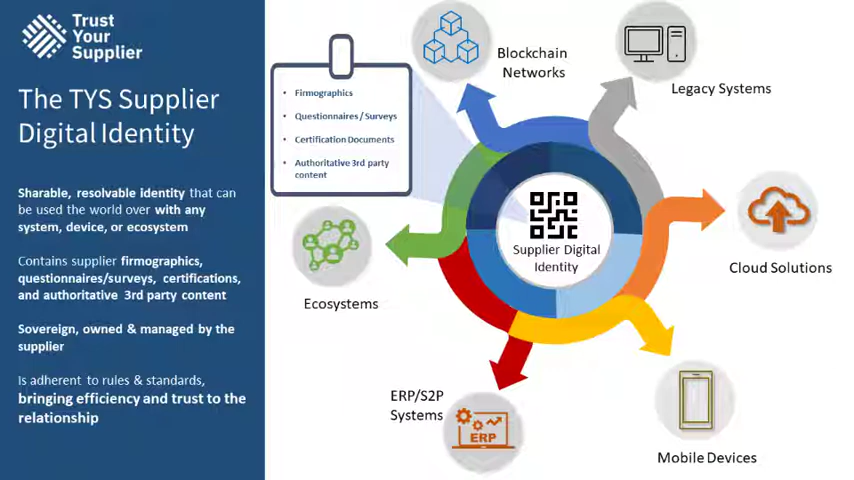 Trust
Your
Supplier
The TYS Supplier
Digital Identity
Sharable, resolvable identity that can
be used the world over with any
system, device, or ecosystem
Contains supplier firmographics,
questionnaires/surveys, certifications,
and authoritative 3rd party content
Sovereign, owned & managed by the
supplier
Is adherent to rules & standards,
bringing efficiency and trust to the
relationship
• Firmographics
• Questionnaires / Surveys
• Certification Documents
• Authoritative 3rd party
content
Blockchain
Networks
Legacy Systems
Supplier Digital
Identity
Cloud Solutions
Ecosystems
ERP/S2P
Systems
ERP
Mobile Devices